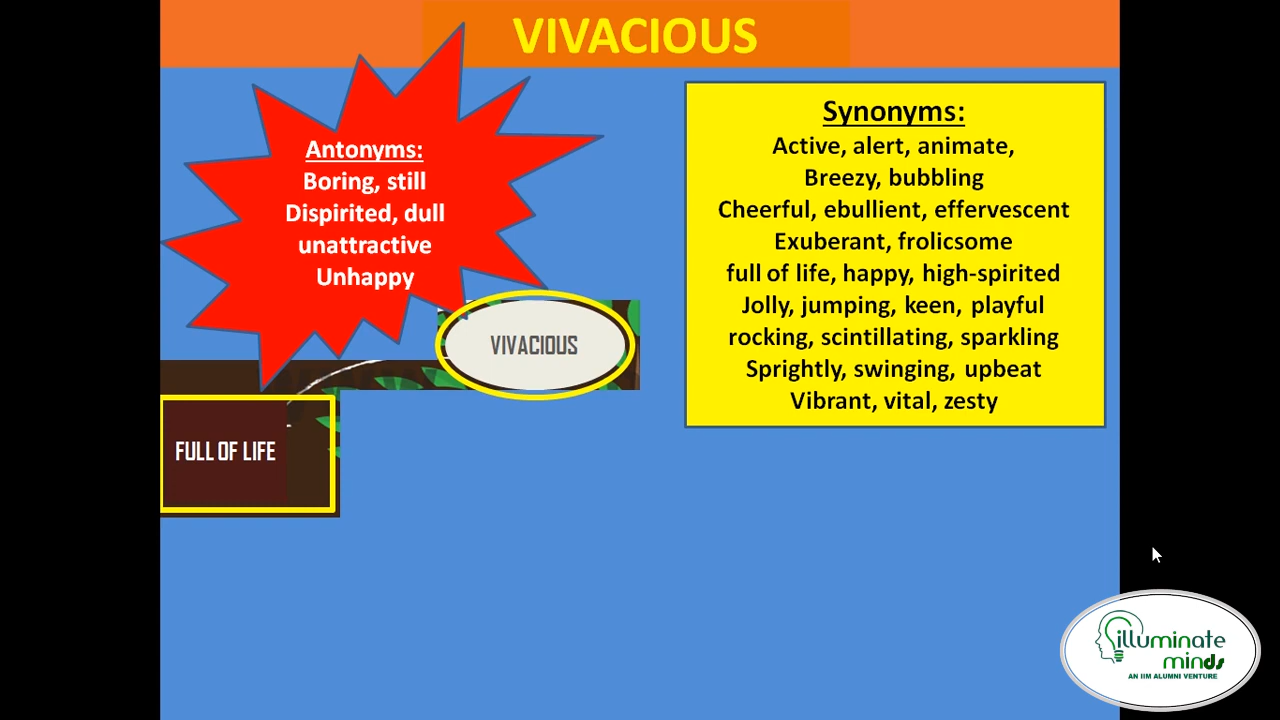 VIVACIOUS
Antonyms:
Boring, still
Dispirited, dull
unattractive
Unhappy
Synonyms:
Active, alert, animate,
Breezy, bubbling
Cheerful, ebullient, effervescent
Exuberant, frolicsome
full of life, happy, high-spirited
Jolly, jumping, keen, playful
rocking, scintillating, sparkling
Sprightly, swinging, upbeat
Vibrant, vital, zesty
VIVACIOUS
FULL OF LIFE
illuminate
minds
AN IIM ALUMNI VENTURE